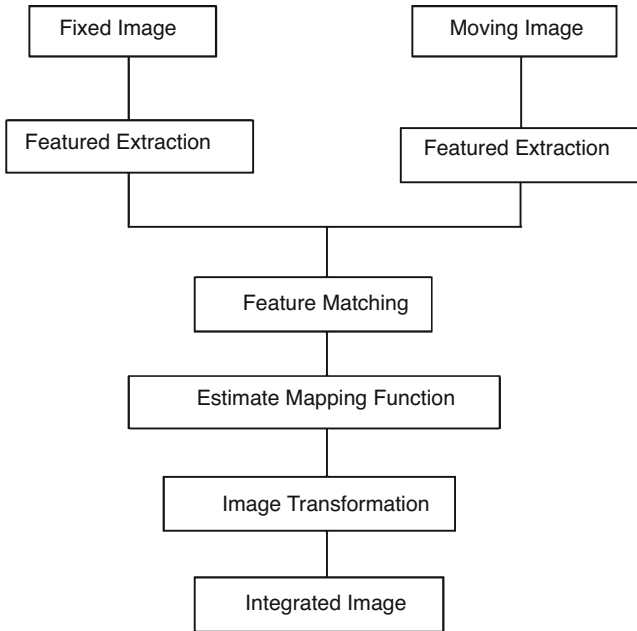 Fixed Image
Moving Image
Featured Extraction
Featured Extraction
Feature Matching
Estimate Mapping Function
Image Transformation
Integrated Image